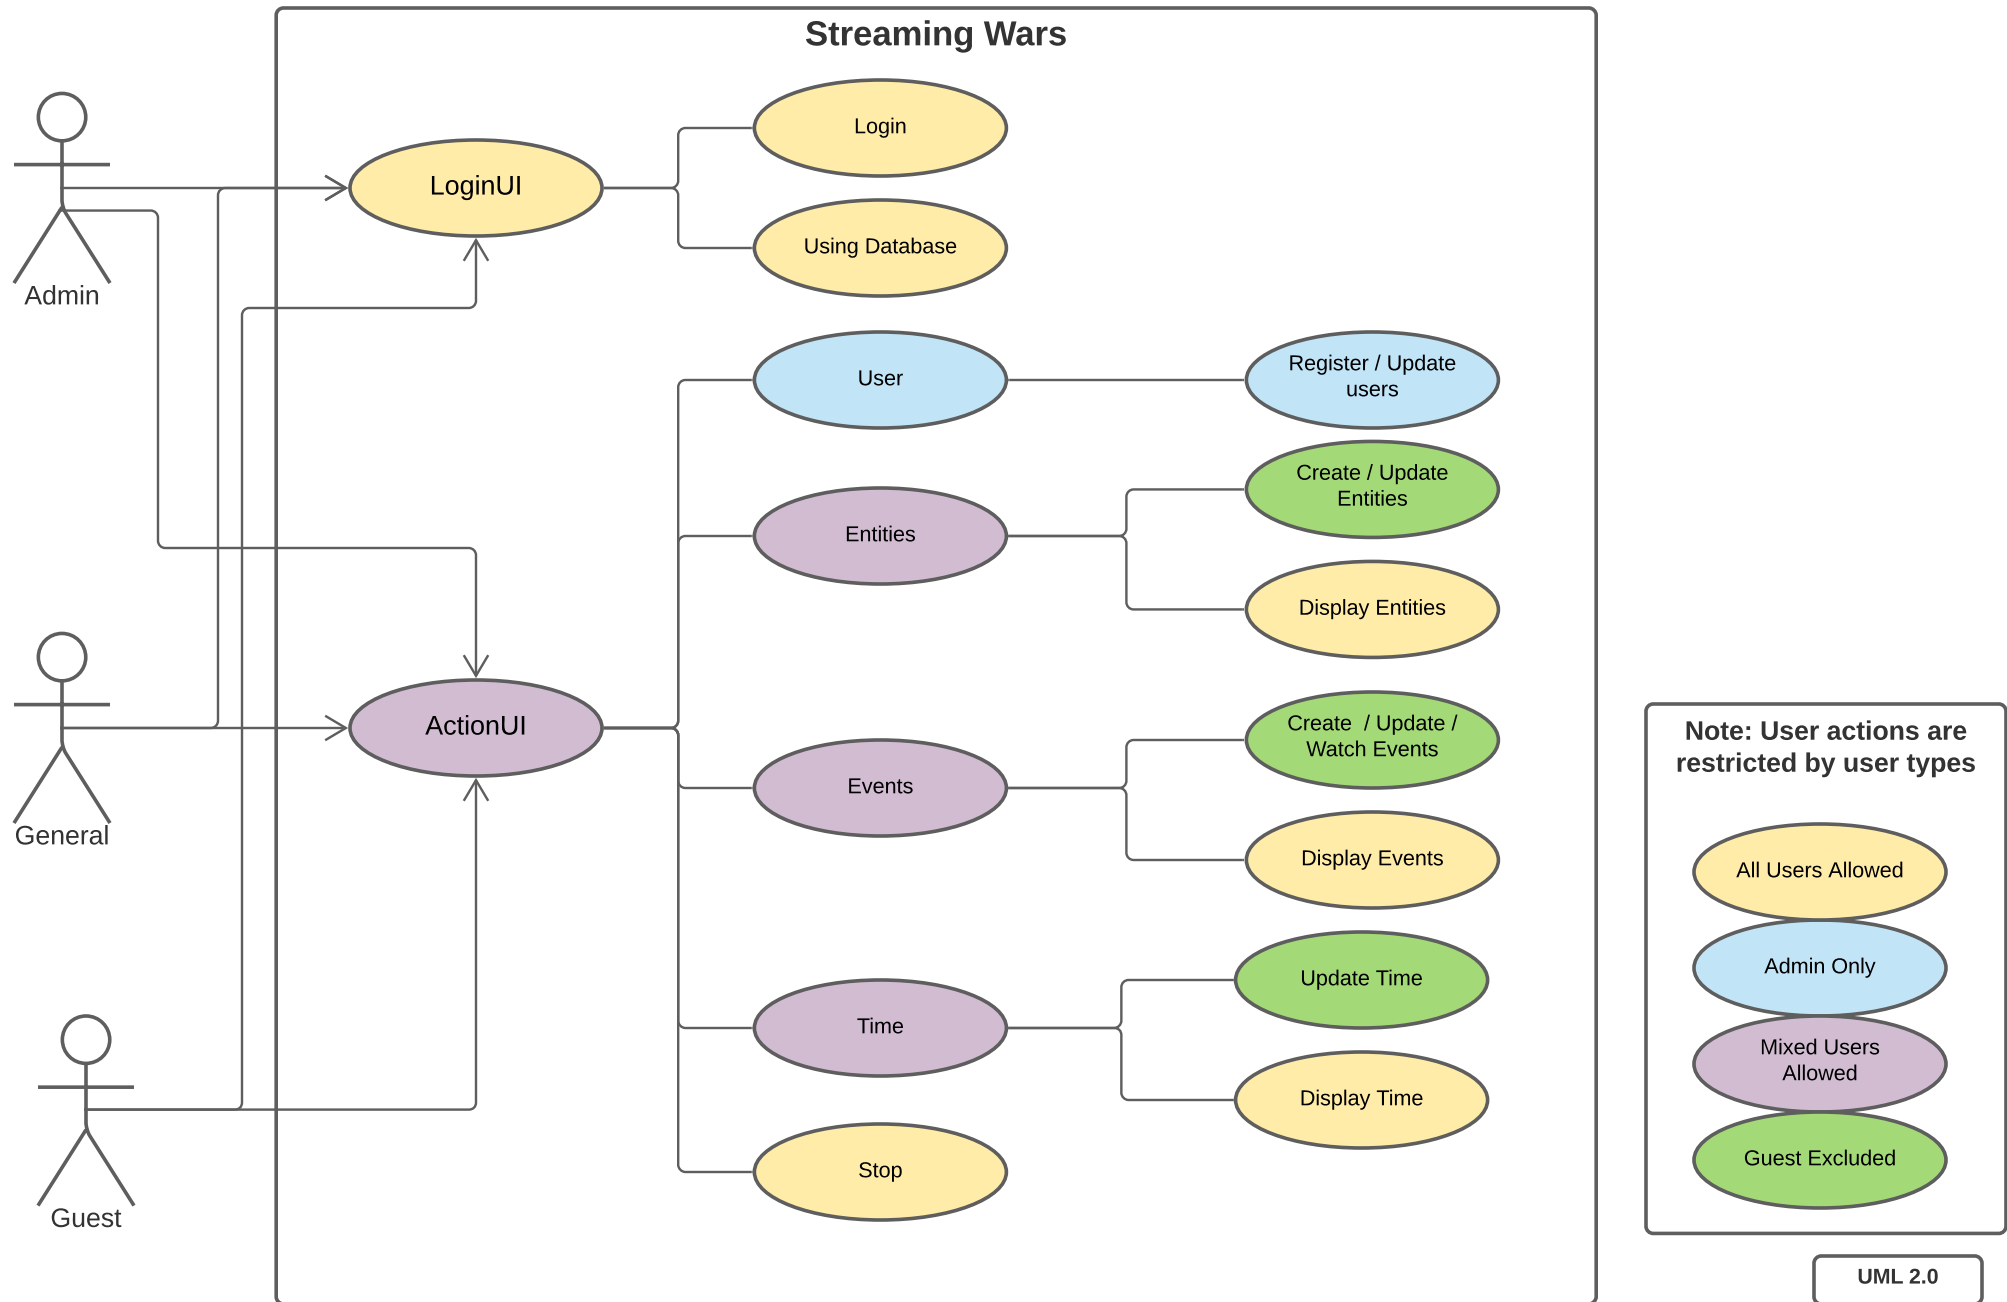 Streaming Wars
Login
LoginUI
Using Database
Admin
User
Register / Update
users
Entities
Create / Update
Entities
Display Entities
ActionUI
General
Events
Create  / Update /
Watch Events
Display Events
Time
Update Time
Display Time
Stop
Guest
Note: User actions are
restricted by user types
All Users Allowed
Admin Only
Mixed Users
Allowed
Guest Excluded
UML 2.0